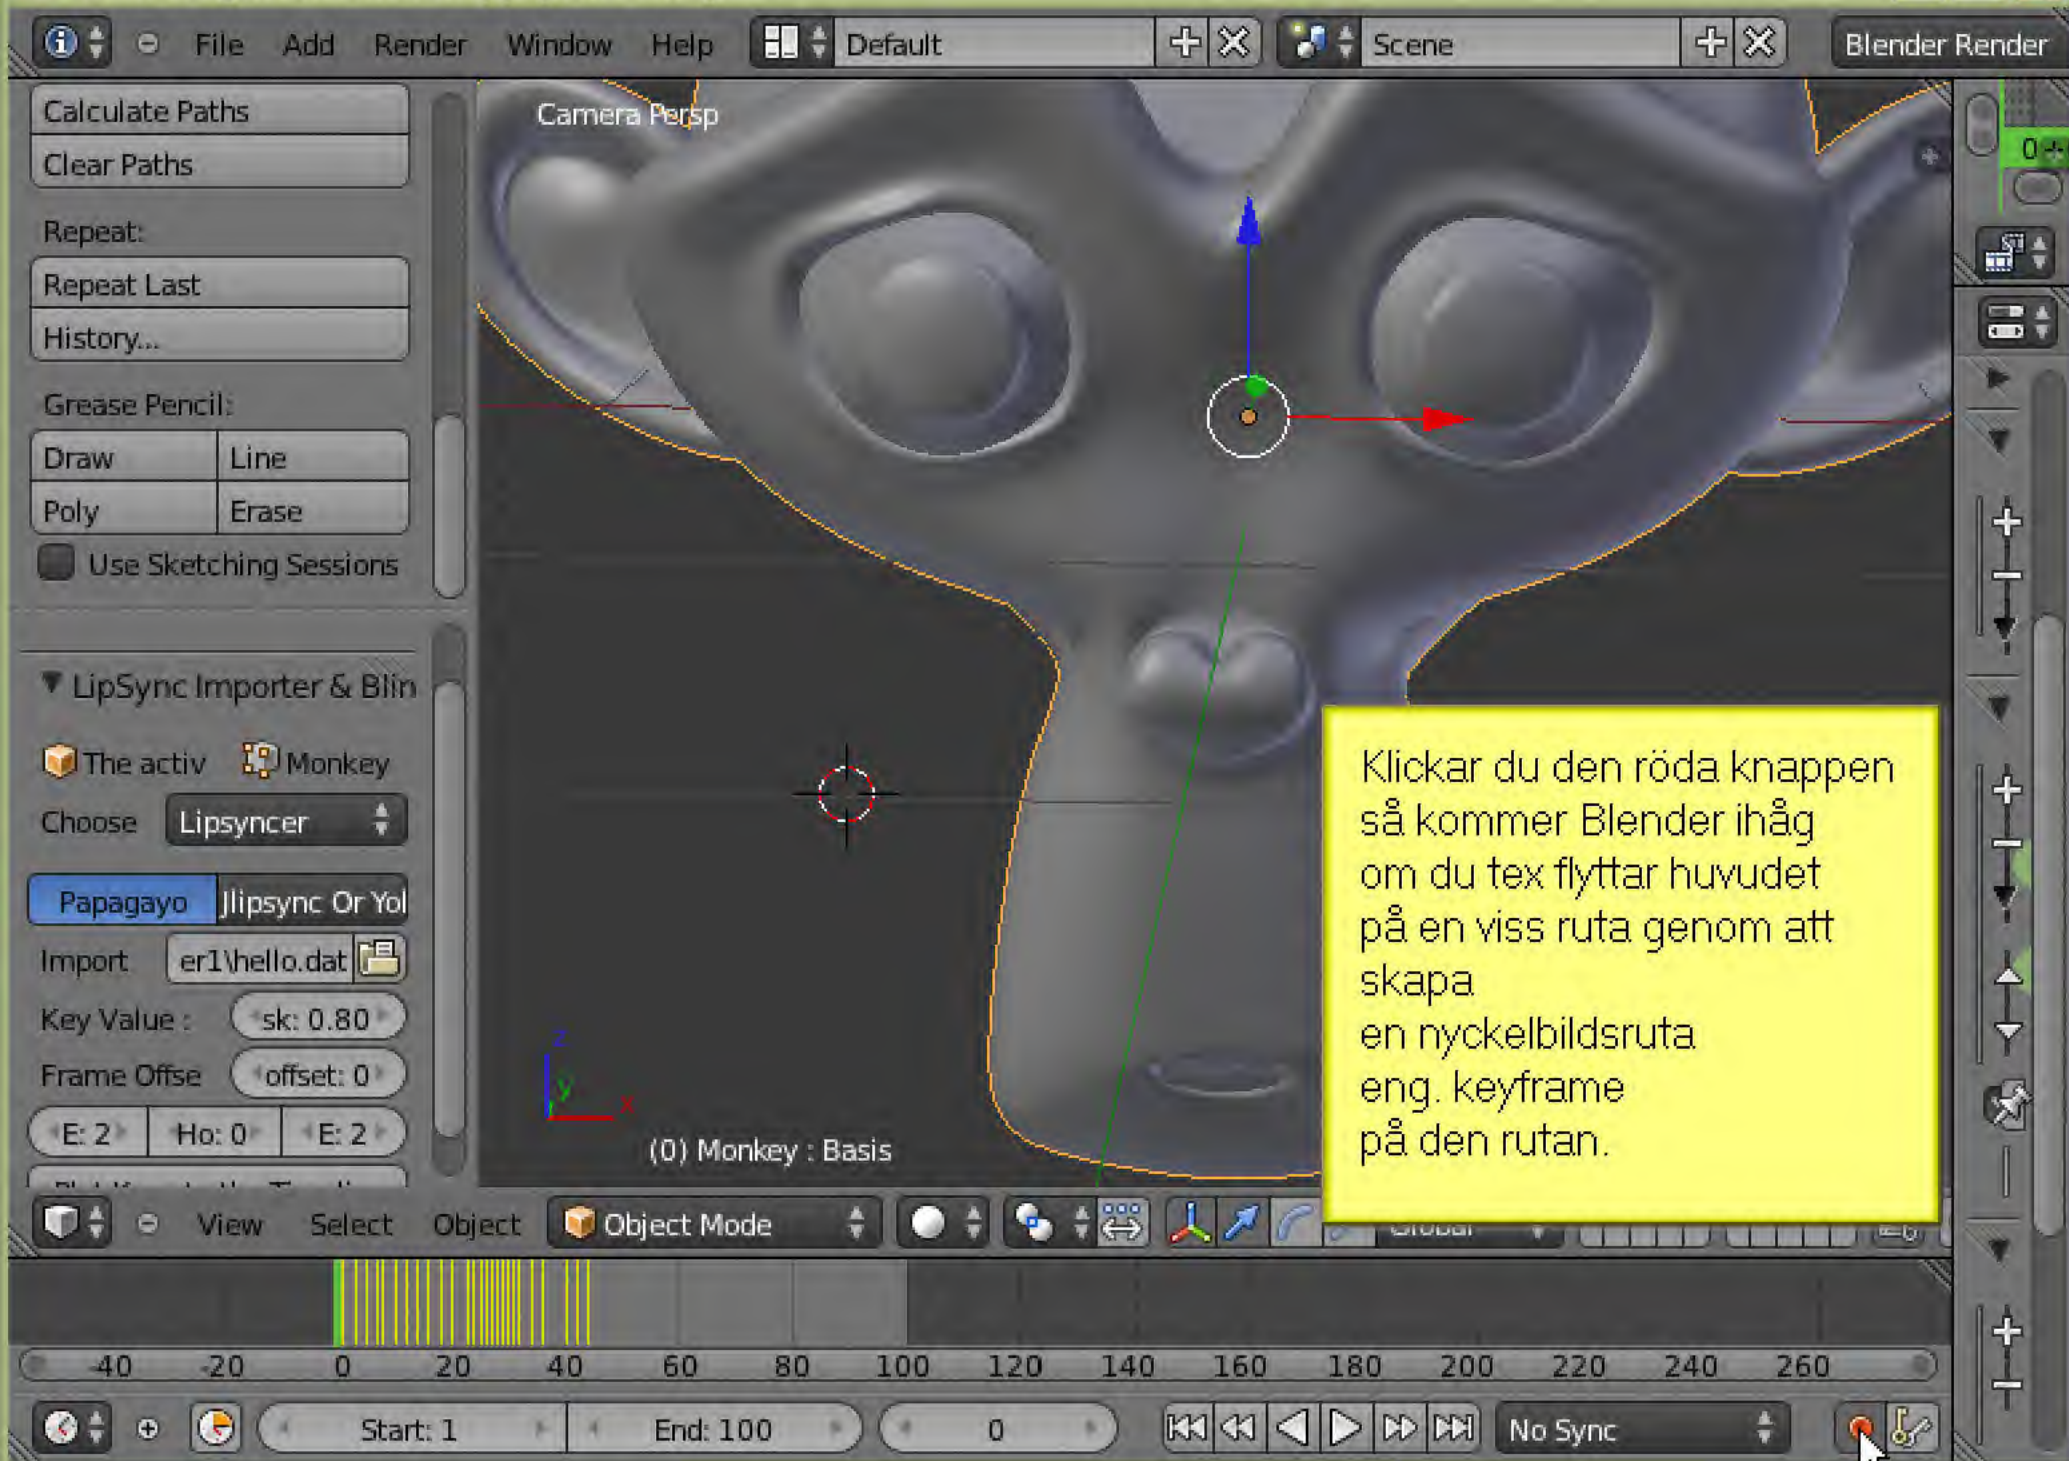 File Add Render Window Help Default Scene Blender Render
Calculate Paths
Clear Paths
Repeat:
Repeat Last
History...
Grease Pencil:
Draw Line
Poly Erase
Use Sketching Sessions
LipSync Importer & Blin
The activ Monkey
Choose Lipsyncer
Papagayo Jlipsync Or Yol
Import er1\hello.dat
Key Value : sk: 0.80
Frame Offse offset: 0
E: 2 Ho: 0 E: 2
Camera Persp
z
y
x
(0) Monkey : Basis
Klickar du den röda knappen
så kommer Blender ihåg
om du tex flyttar huvudet
på en viss ruta genom att
skapa
en nyckelbildsruta
eng. keyframe
på den rutan.
0
View Select Object Object Mode Global
-40 -20 0 20 40 60 80 100 120 140 160 180 200 220 240 260
Start: 1 End: 100 0 No Sync